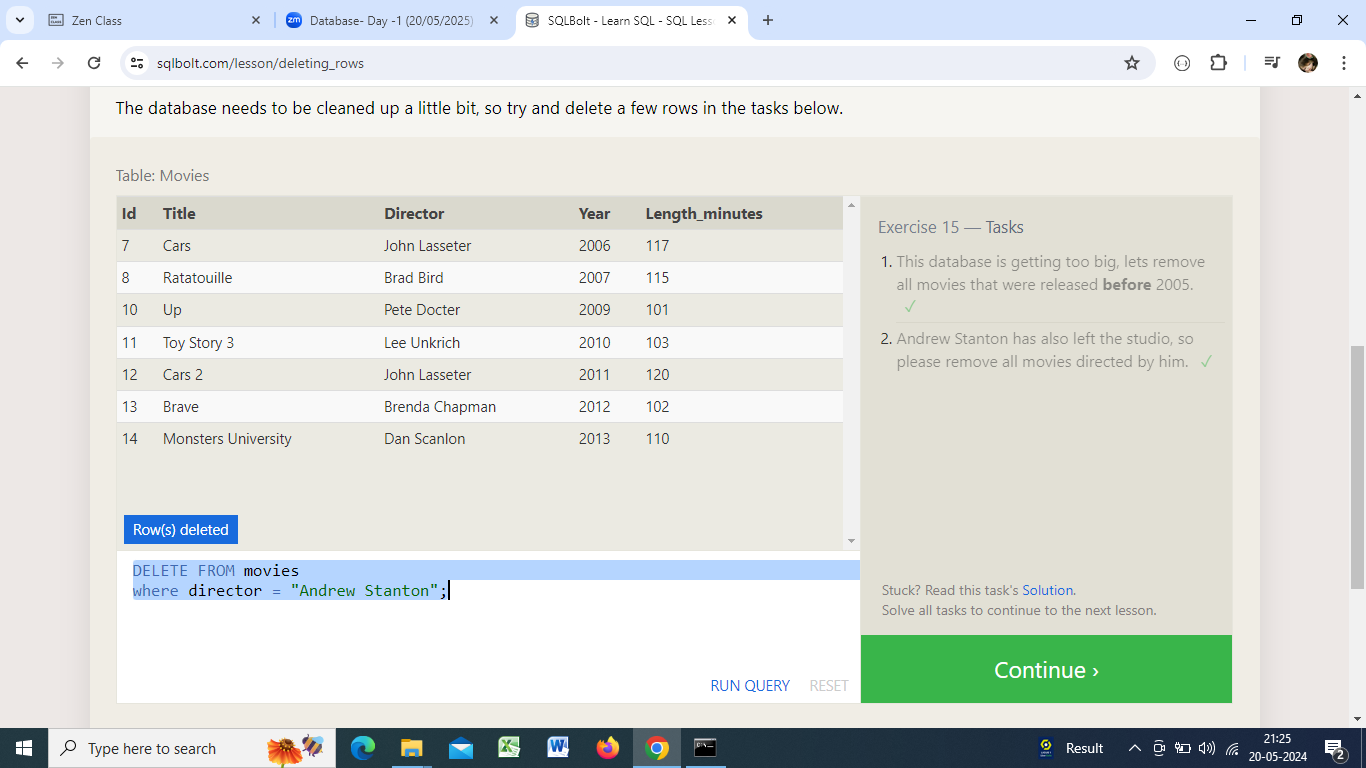 Zen Class
zm Database- Day -1 (20/05/2025)
SQLBolt - Learn SQL - SQL Less
sqlbolt.com/lesson/deleting_rows
The database needs to be cleaned up a little bit, so try and delete a few rows in the tasks below.
Table: Movies
Id Title Director Year Length_minutes
7 Cars John Lasseter 2006 117
8 Ratatouille Brad Bird 2007 115
10 Up Pete Docter 2009 101
11 Toy Story 3 Lee Unkrich 2010 103
12 Cars 2 John Lasseter 2011 120
13 Brave Brenda Chapman 2012 102
14 Monsters University Dan Scanlon 2013 110
Row(s) deleted
DELETE FROM movies
where director = "Andrew Stanton";
RUN QUERY RESET
Exercise 15 — Tasks
1. This database is getting too big, lets remove
all movies that were released before 2005.
✓
2. Andrew Stanton has also left the studio, so
please remove all movies directed by him. ✓
Stuck? Read this task's Solution.
Solve all tasks to continue to the next lesson.
Continue ›
Type here to search
Result
21:25
20-05-2024
2